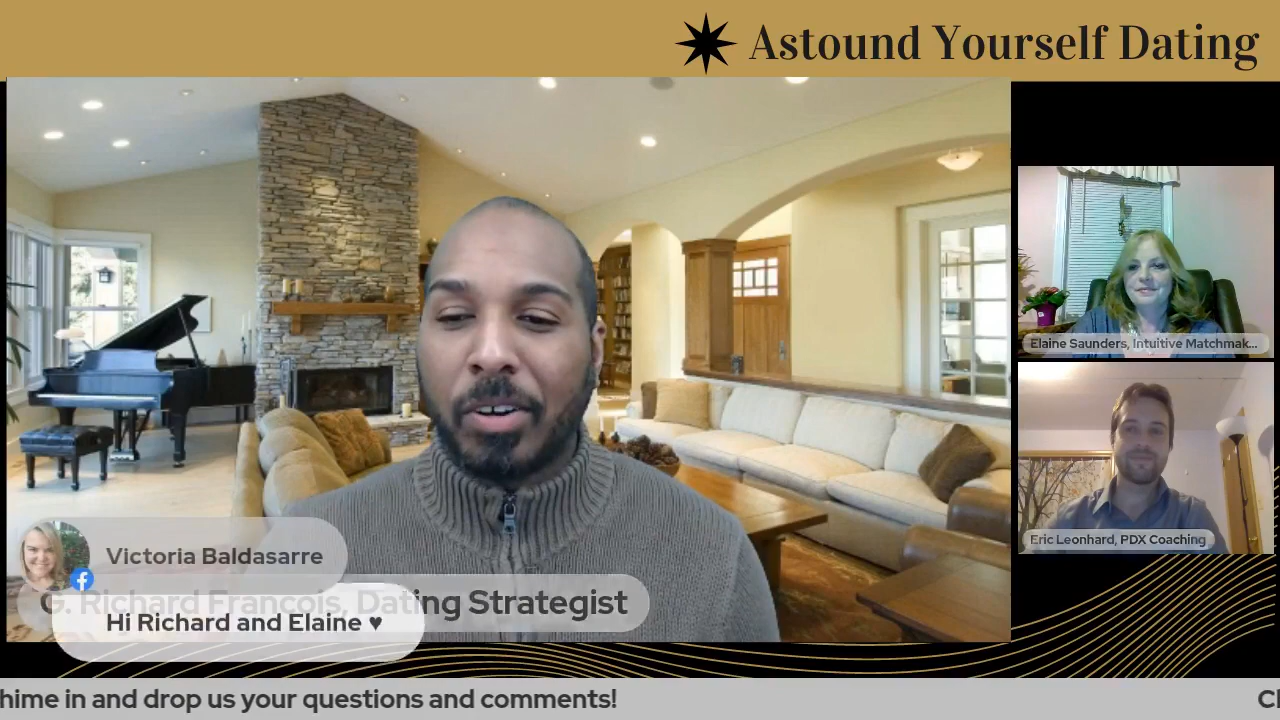 Astound Yourself Dating
Elaine Saunders, Intuitive Matchmak...
Eric Leonhard, PDX Coaching
Victoria Baldasarre
G. Richard Francois, Dating Strategist
Hi Richard and Elaine ♥
hime in and drop us your questions and comments!
Cl